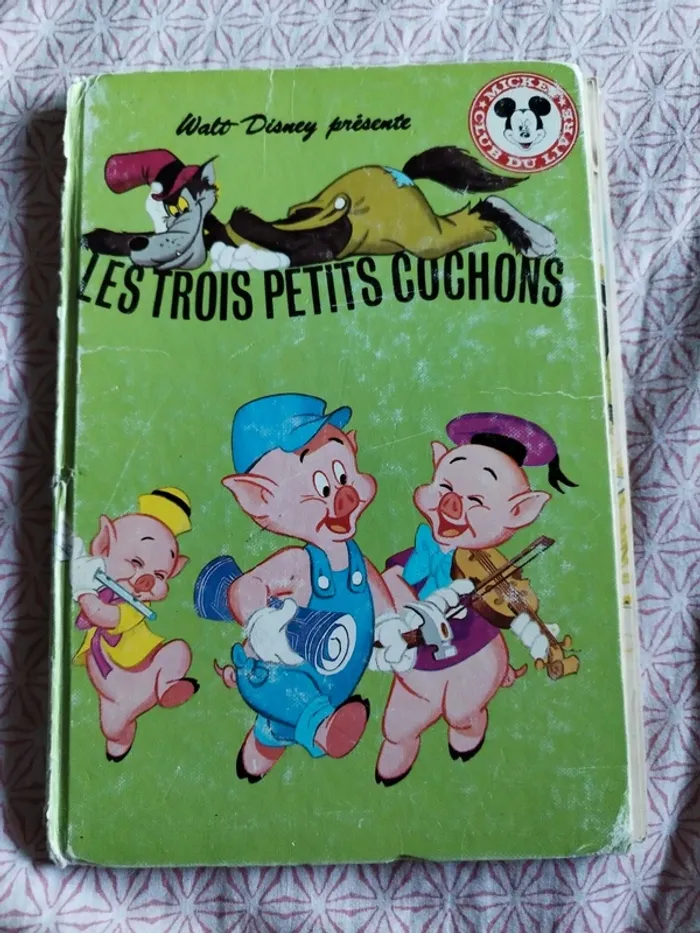 Walt Disney présente
MICKEY
CLUB DU LIVRE
LES TROIS PETITS COCHONS